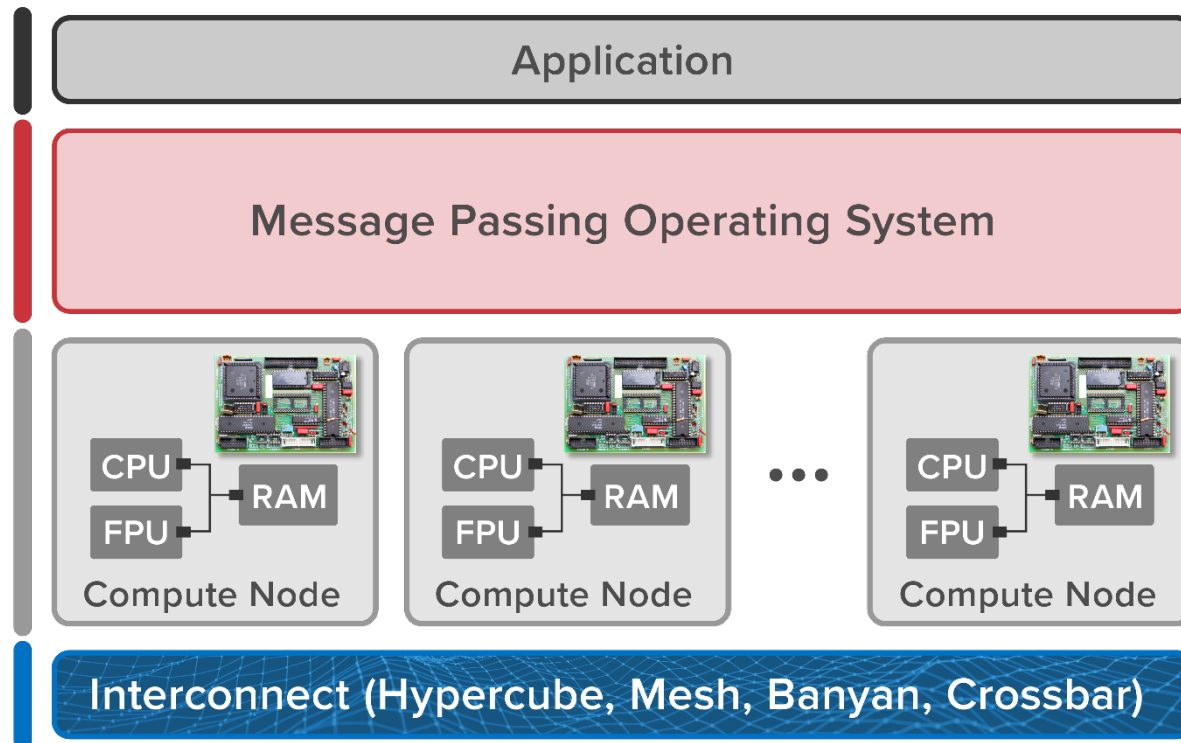 Application
Message Passing Operating System
CPU
FPU
RAM
Compute Node
CPU
FPU
RAM
Compute Node
CPU
FPU
RAM
Compute Node
Interconnect (Hypercube, Mesh, Banyan, Crossbar)